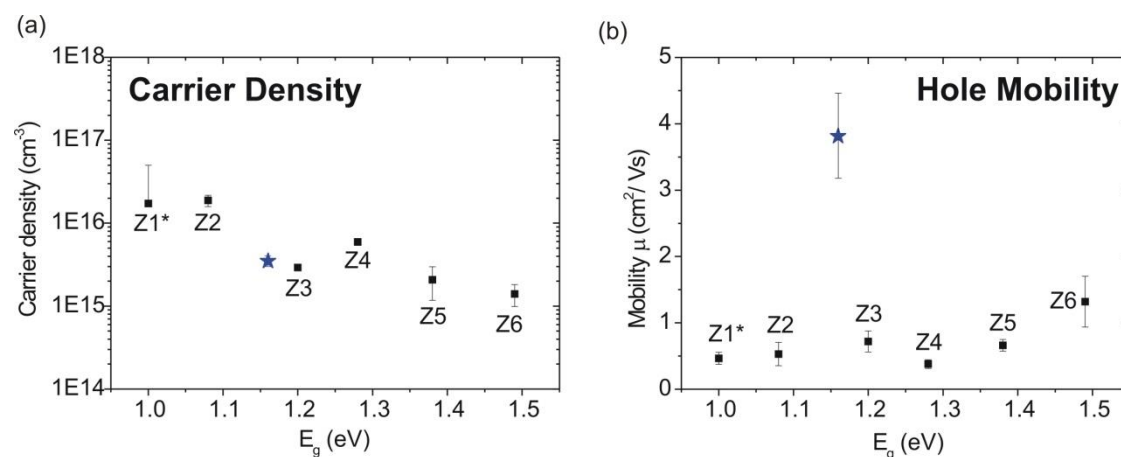 (a)
1E18
Carrier Density
1E17
1E16
1E15
1E14
Carrier density (cm-3)
Z1*
Z2
Z3
Z4
Z5
Z6
1.0 1.1 1.2 1.3 1.4 1.5
Eg (eV)
(b)
5
Hole Mobility
4
3
2
1
0
Mobility μ (cm2/ Vs)
Z1*
Z2
Z3
Z4
Z5
Z6
1.0 1.1 1.2 1.3 1.4 1.5
Eg (eV)